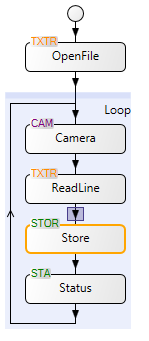 TXTR
OpenFile
Loop
CAM
Camera
TXTR
ReadLine
STOR
Store
STA
Status